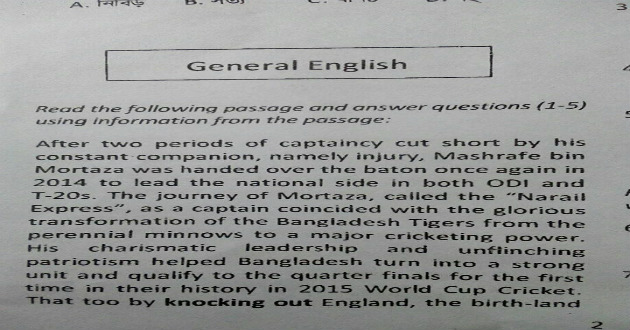 General English
Read the following passage and answer questions (1-5)
using information from the passage:
After two periods of captaincy cut short by his
constant companion, namely injury, Mashrafe bin
Mortaza was handed over the baton once again in
2014 to lead the national side in both ODI and
T-20s. The journey of Mortaza, called the “Narail
Express”, as a captain coincided with the glorious
transformation of the Bangladesh Tigers from the
perennial minnows to a major cricketing power.
His charismatic leadership and unflinching
patriotism helped Bangladesh turn into a strong
unit and qualify to the quarter finals for the first
time in their history in 2015 World Cup Cricket.
That too by knocking out England, the birth-land
2